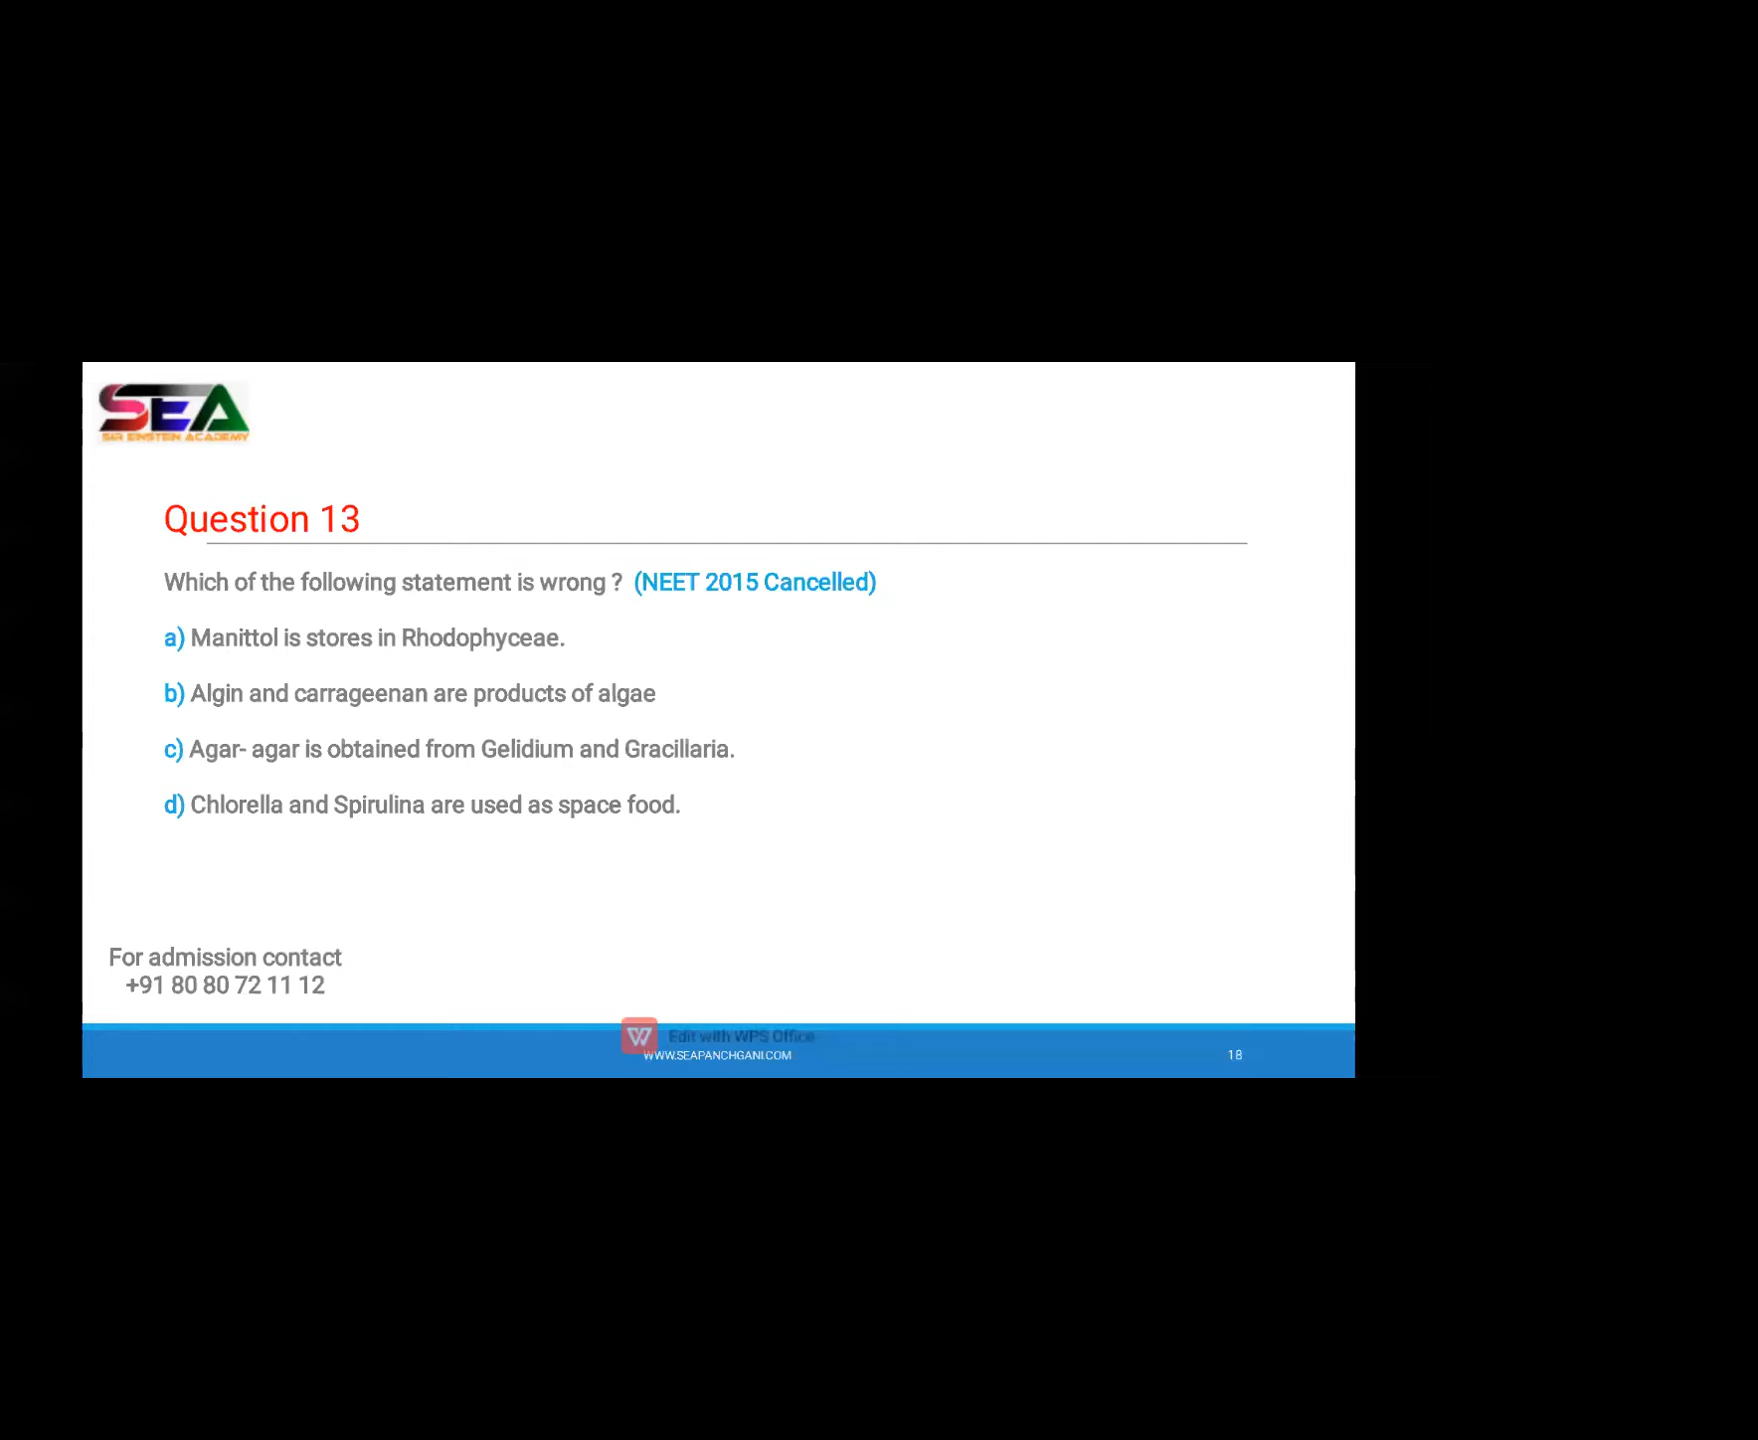 SEA
SIR EINSTEIN ACADEMY
Question 13
Which of the following statement is wrong ? (NEET 2015 Cancelled)
a) Manittol is stores in Rhodophyceae.
b) Algin and carrageenan are products of algae
c) Agar- agar is obtained from Gelidium and Gracillaria.
d) Chlorella and Spirulina are used as space food.
For admission contact
+91 80 80 72 11 12
Edit with WPS Office
WWW.SEAPANCHGANI.COM
18